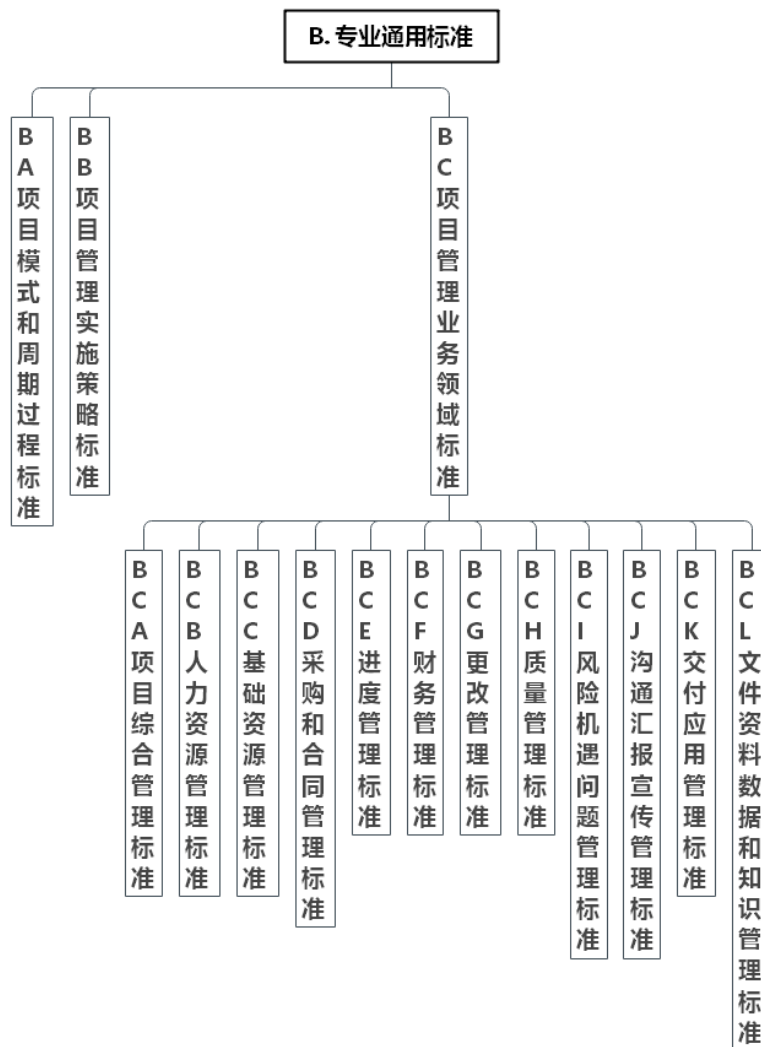 B. 专业通用标准
BA项目模式和周期过程标准
BB项目管理实施策略标准
BC项目管理业务领域标准
BCA项目综合管理标准
BCB人力资源管理标准
BCC基础资源管理标准
BCD采购和合同管理标准
BCE进度管理标准
BCF财务管理标准
BCG更改管理标准
BCH质量管理标准
BCI风险机遇问题管理标准
BCJ沟通汇报宣传管理标准
BCK交付应用管理标准
BCL文件资料数据和知识管理标准